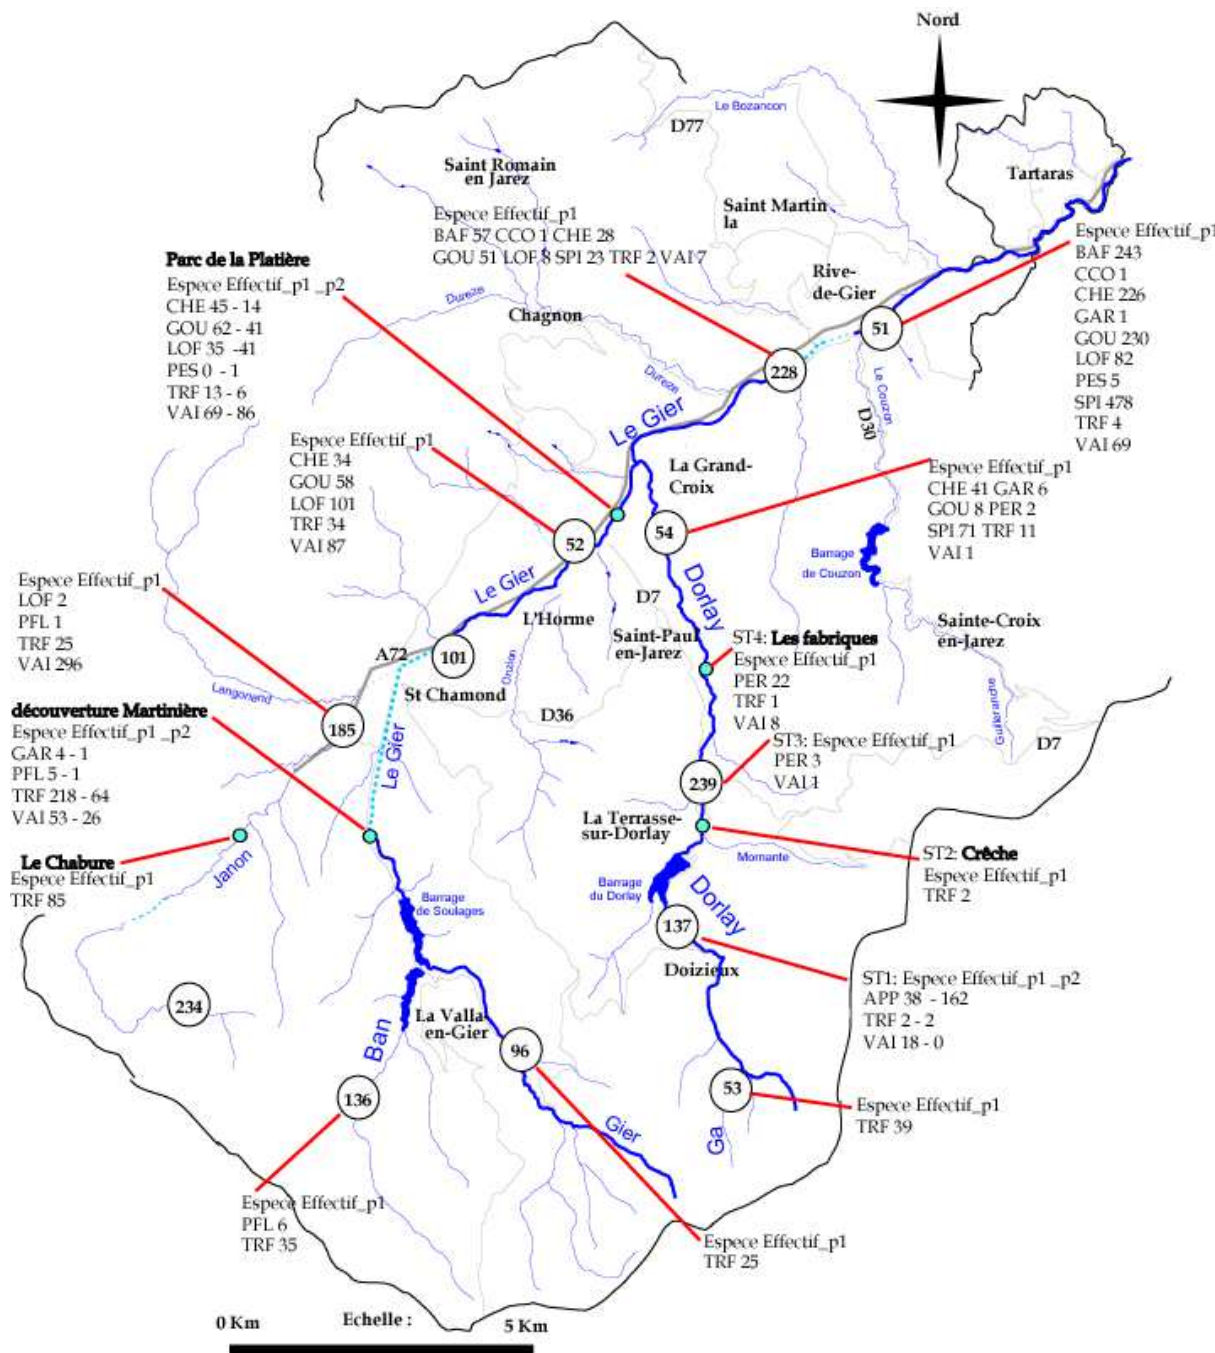 Nord
Le Bozançon
D77
Tartaras
Saint Romain
en Jarez
Saint Martin
la
Espece Effectif_p1
BAF 57 CCO 1 CHE 28
GOU 51 LOF 8 SPI 23 TRF 2 VAI 7
Espece Effectif_p1
BAF 243
CCO 1
CHE 226
GAR 1
GOU 230
LOF 82
PES 5
SPI 478
TRF 4
VAI 69
Parc de la Platière
Espece Effectif_p1 _p2
CHE 45 - 14
GOU 62 - 41
LOF 35 -41
PES 0 - 1
TRF 13 - 6
VAI 69 - 86
Rive-
de-Gier
Dureze
Chagnon
51
228
Dureze
Le Couzon
D30
Le Gier
Espece Effectif_p1
CHE 34
GOU 58
LOF 101
TRF 34
VAI 87
La Grand-
Croix
Espece Effectif_p1
CHE 41 GAR 6
GOU 8 PER 2
SPI 71 TRF 11
VAI 1
52
54
Barrage
de Couzon
Le Gier
Dorlay
D7
Espece Effectif_p1
LOF 2
PFL 1
TRF 25
VAI 296
L'Horme
Saint-Paul
en-Jarez
Sainte-Croix
en-Jarez
ST4: Les fabriques
Espece Effectif_p1
PER 22
TRF 1
VAI 8
A72
101
St Chamond
Onzion
Langonand
D36
185
Le Gier
découverture Martinière
Espece Effectif_p1 _p2
GAR 4 - 1
PFL 5 - 1
TRF 218 - 64
VAI 53 - 26
ST3: Espece Effectif_p1
PER 3
VAI 1
D7
239
La Terrasse-
sur-Dorlay
Mornante
Le Chabure
Espece Effectif_p1
TRF 85
Janon
ST2: Crêche
Espece Effectif_p1
TRF 2
Barrage
de Soulages
Barrage
du Dorlay
Dorlay
137
Doizieux
ST1: Espece Effectif_p1 _p2
APP 38 - 162
TRF 2 - 2
VAI 18 - 0
234
La Valla-
en-Gier
Ban
96
136
53
Espece Effectif_p1
TRF 39
Gier
Ga
Espece Effectif_p1
PFL 6
TRF 35
Espece Effectif_p1
TRF 25
0 Km
Echelle :
5 Km